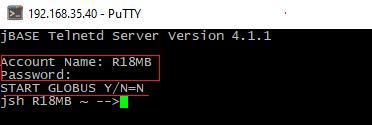 192.168.35.40 - PuTTY
jBASE Telnetd Server Version 4.1.1
Account Name: R18MB
Password:
START GLOBUS Y/N=N
jsh R18MB ~ -->